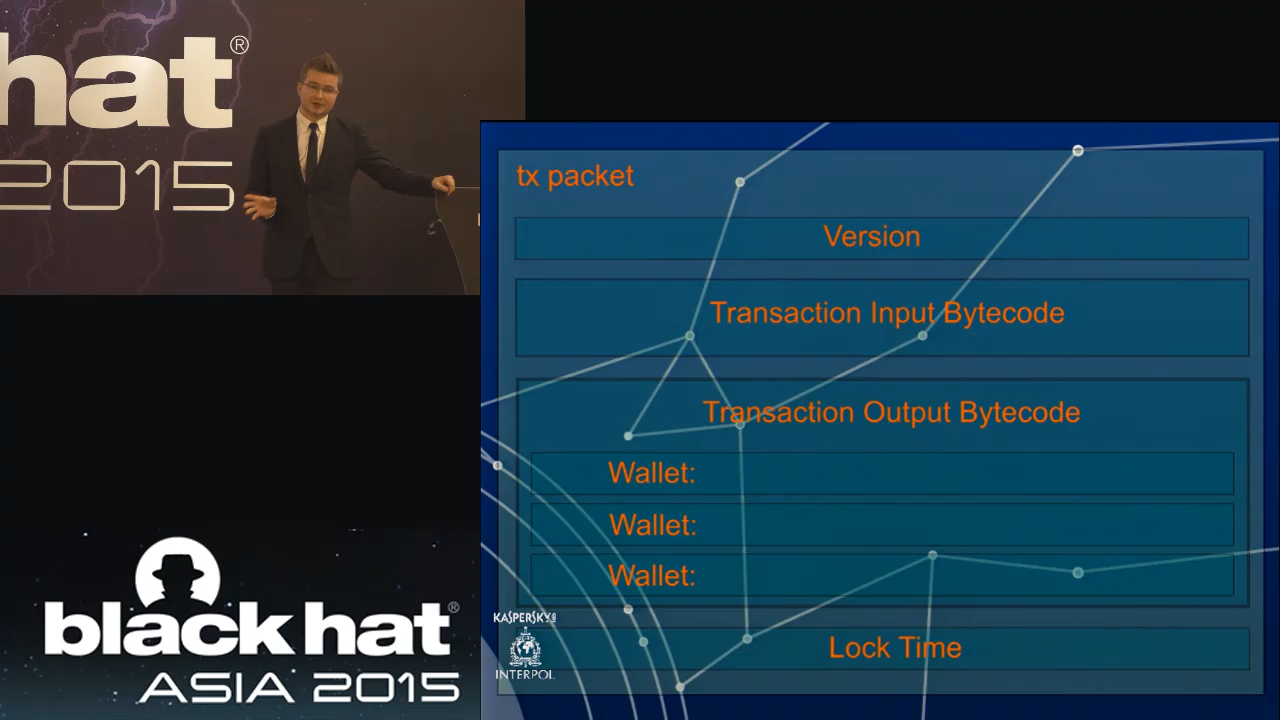 hat®
2015
tx packet
Version
Transaction Input Bytecode
Transaction Output Bytecode
Wallet:
Wallet:
Wallet:
KASPERSKY
INTERPOL
Lock Time
black hat®
ASIA 2015